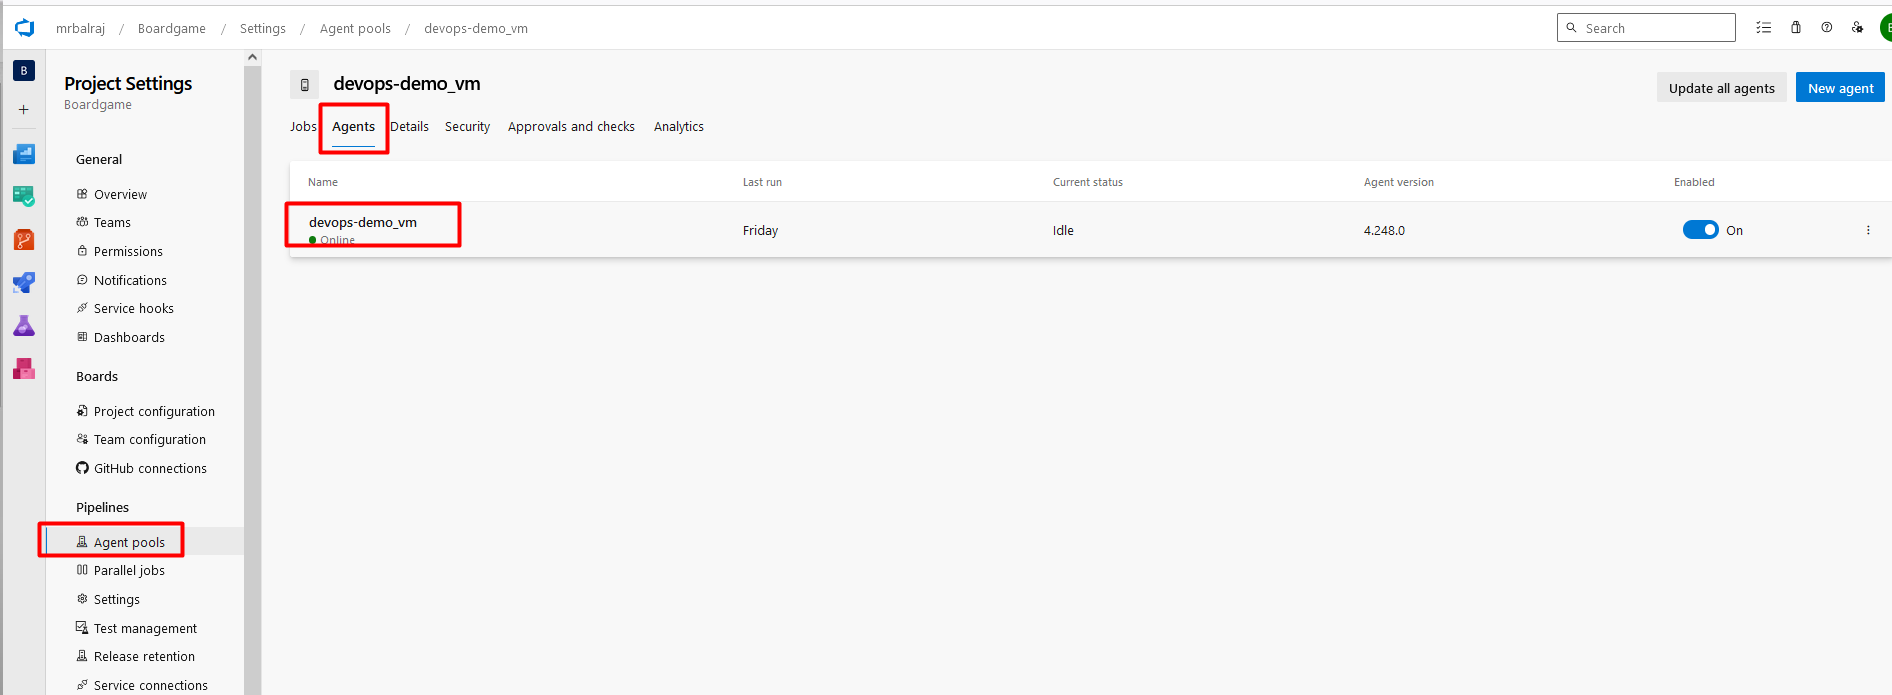 mrbalraj / Boardgame / Settings / Agent pools / devops-demo_vm
Search
B
Project Settings
Boardgame
General
Overview
Teams
Permissions
Notifications
Service hooks
Dashboards
Boards
Project configuration
Team configuration
GitHub connections
Pipelines
Agent pools
Parallel jobs
Settings
Test management
Release retention
Service connections
devops-demo_vm
Update all agents
New agent
Jobs Agents Details Security Approvals and checks Analytics
Name Last run Current status Agent version Enabled
devops-demo_vm
Online
Friday Idle 4.248.0 On